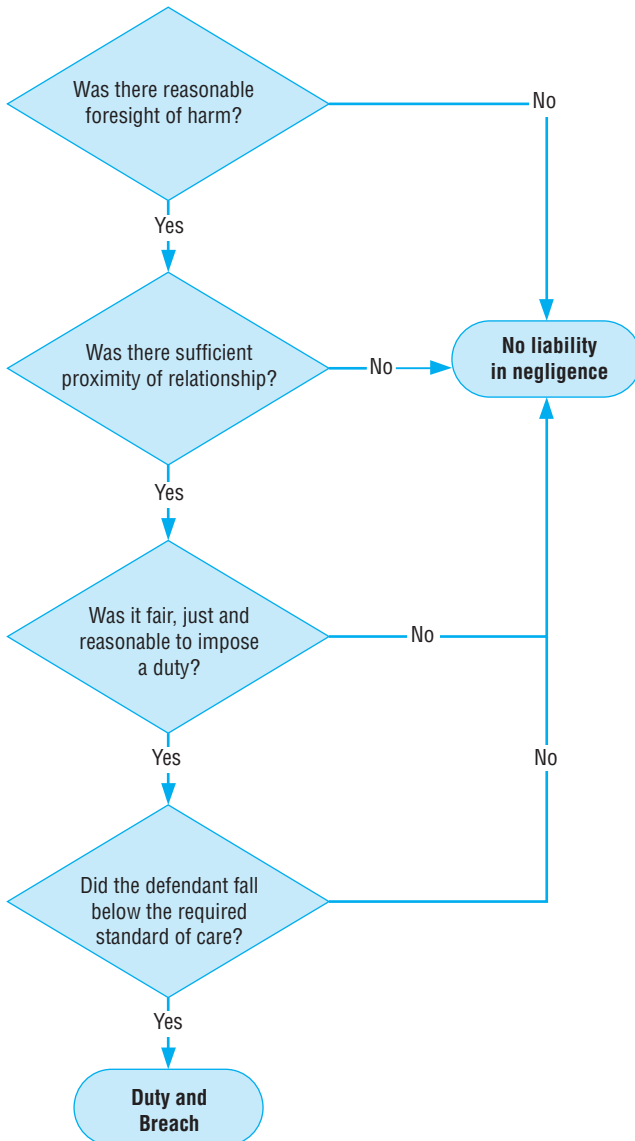 Was there reasonable
foresight of harm?
No
Yes
Was there sufficient
proximity of relationship?
No
No liability
in negligence
Yes
Was it fair, just and
reasonable to impose
a duty?
No
Yes
No
Did the defendant fall
below the required
standard of care?
Yes
Duty and
Breach